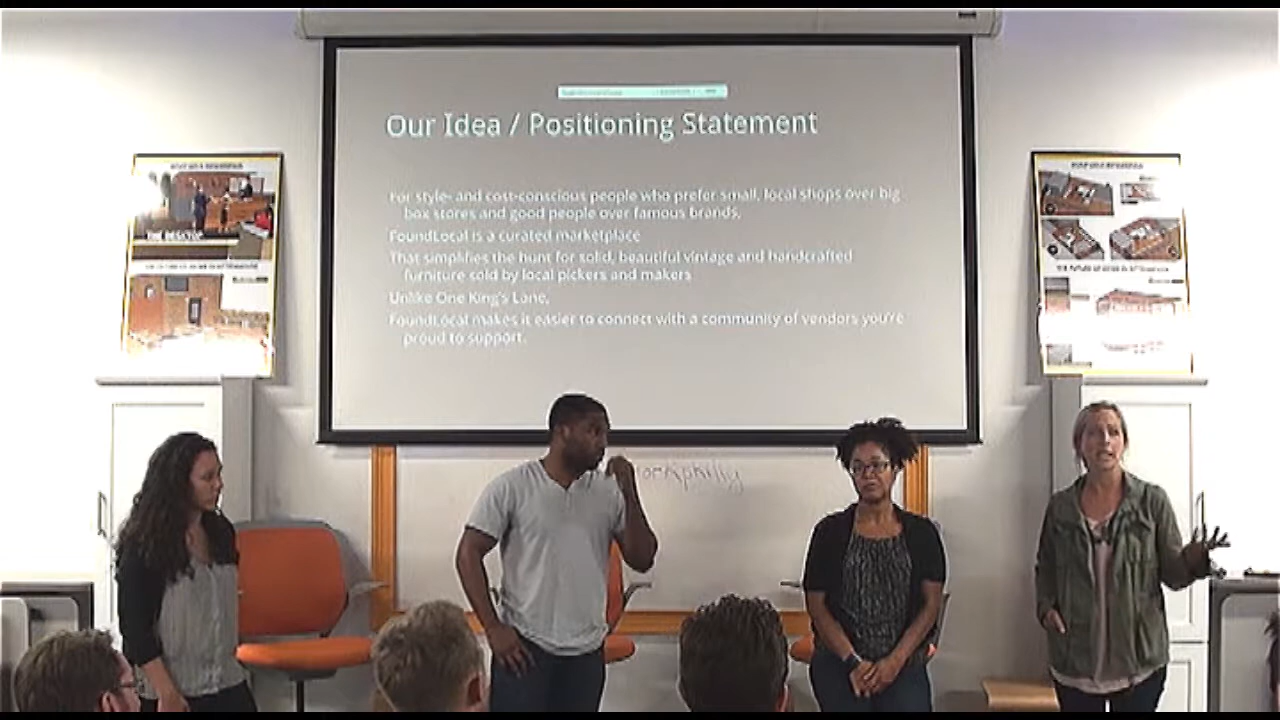 Our Idea / Positioning Statement
For style- and cost-conscious people who prefer small, local shops over big
box stores and good people over famous brands,
FoundLocal is a curated marketplace
That simplifies the hunt for solid, beautiful vintage and handcrafted
furniture sold by local pickers and makers
Unlike One King's Lane,
FoundLocal makes it easier to connect with a community of vendors you're
proud to support.
THE DESKTOP